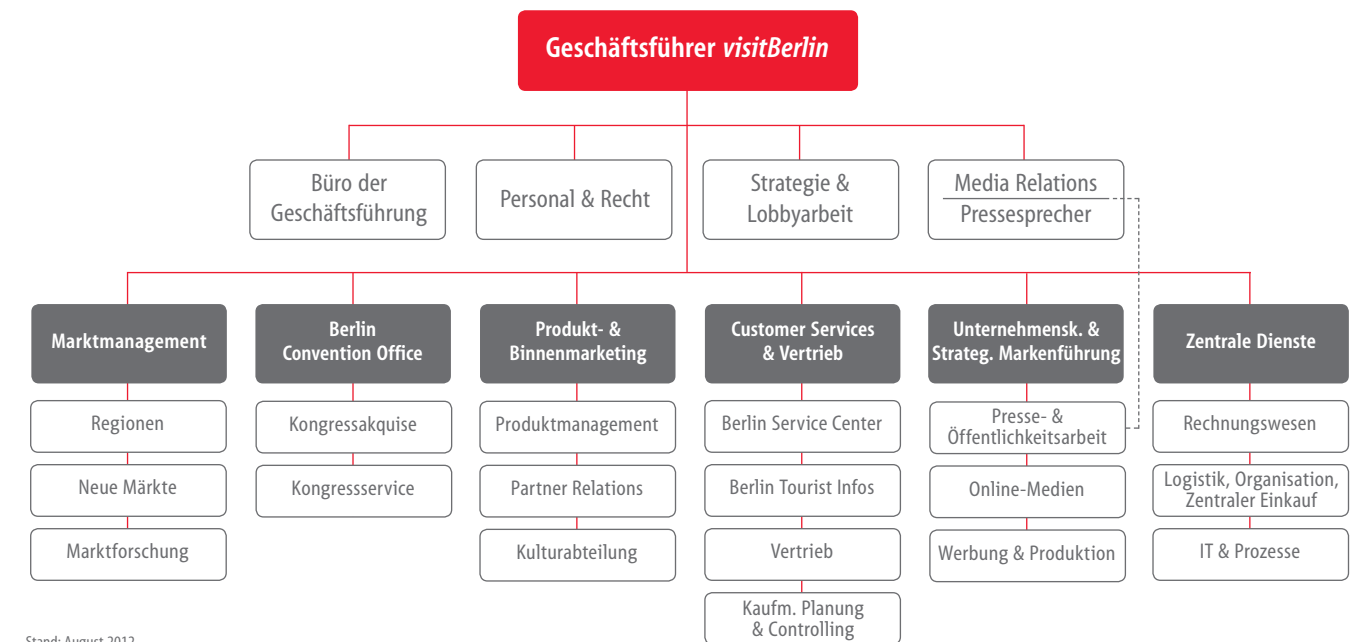 Geschäftsführer visitBerlin
Büro der
Geschäftsführung
Personal & Recht
Strategie &
Lobbyarbeit
Media Relations
Pressesprecher
Marktmanagement
Berlin
Convention Office
Produkt- &
Binnenmarketing
Customer Services
& Vertrieb
Unternehmensk. &
Strateg. Markenführung
Zentrale Dienste
Regionen
Kongressakquise
Produktmanagement
Berlin Service Center
Presse- &
Öffentlichkeitsarbeit
Rechnungswesen
Neue Märkte
Kongressservice
Partner Relations
Berlin Tourist Infos
Online-Medien
Logistik, Organisation,
Zentraler Einkauf
Marktforschung
Kulturabteilung
Vertrieb
Werbung & Produktion
IT & Prozesse
Kaufm. Planung
& Controlling
Stand: August 2012